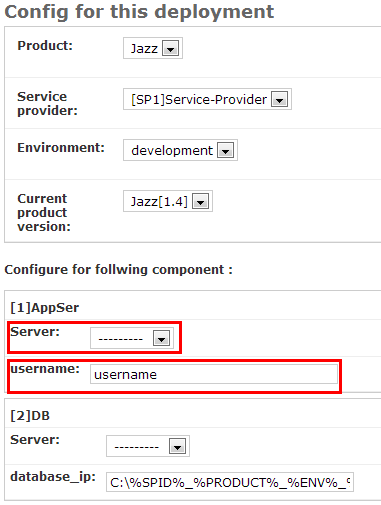 Config for this deployment
Product: Jazz
Service provider: [SP1]Service-Provider
Environment: development
Current product version: Jazz[1.4]
Configure for follwing component :
[1]AppSer
Server: ---------
username: username
[2]DB
Server: ---------
database_ip: C:\%SPID%_%PRODUCT%_%ENV%_%